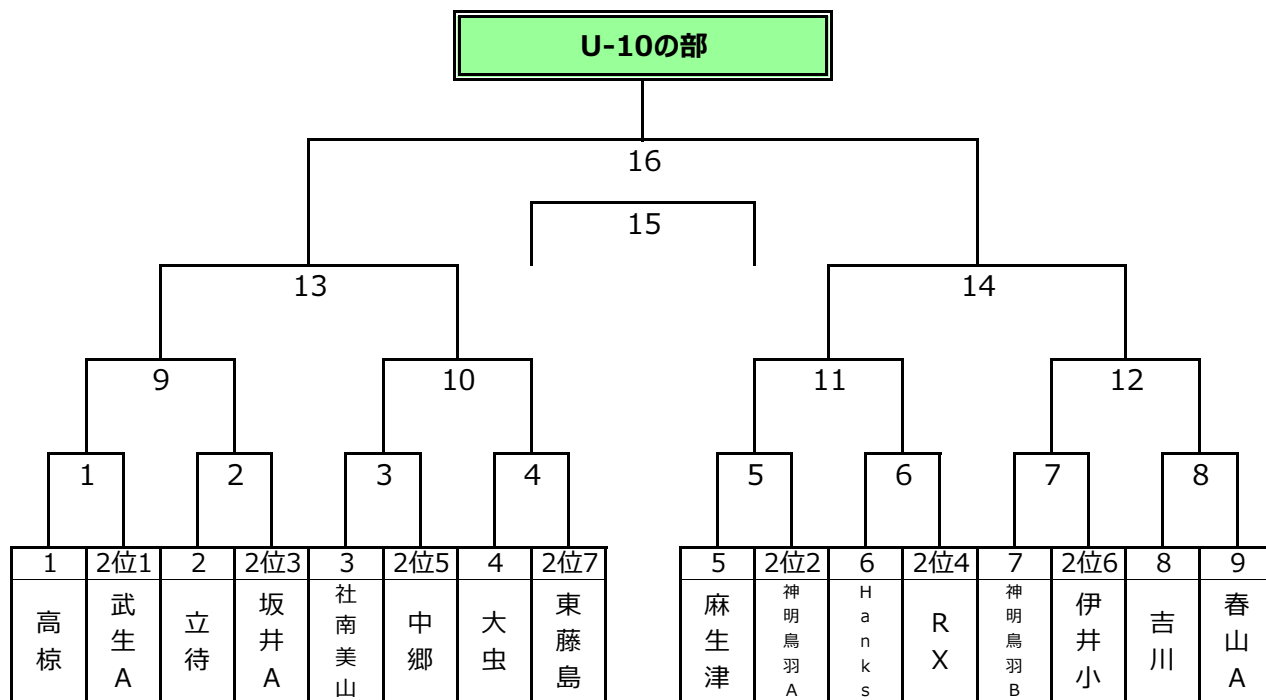 U-10の部
16
15
13 14
9 10 11 12
1 2 3 4 5 6 7 8
1 2位1 2 2位3 3 2位5 4 2位7 5 2位2 6 2位4 7 2位6 8 9
高椋
武生A
立待
坂井A
社南美山
中郷
大虫
東藤島
麻生津
神明鳥羽A
Hanks
RX
神明鳥羽B
伊井小
吉川
春山A